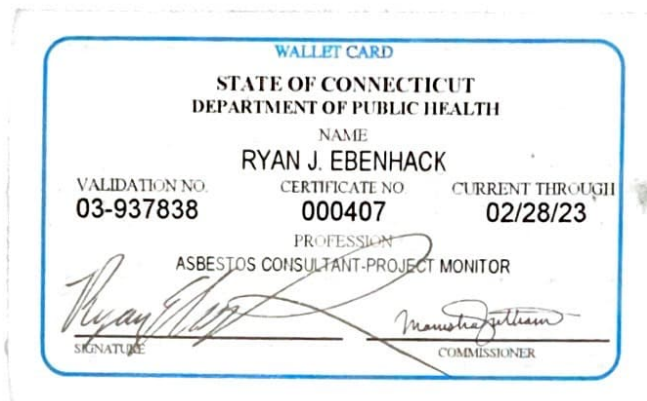 WALLET CARD
STATE OF CONNECTICUT
DEPARTMENT OF PUBLIC HEALTH
NAME
RYAN J. EBENHACK
VALIDATION NO. CERTIFICATE NO. CURRENT THROUGH
03-937838 000407 02/28/23
PROFESSION
ASBESTOS CONSULTANT-PROJECT MONITOR
SIGNATURE COMMISSIONER